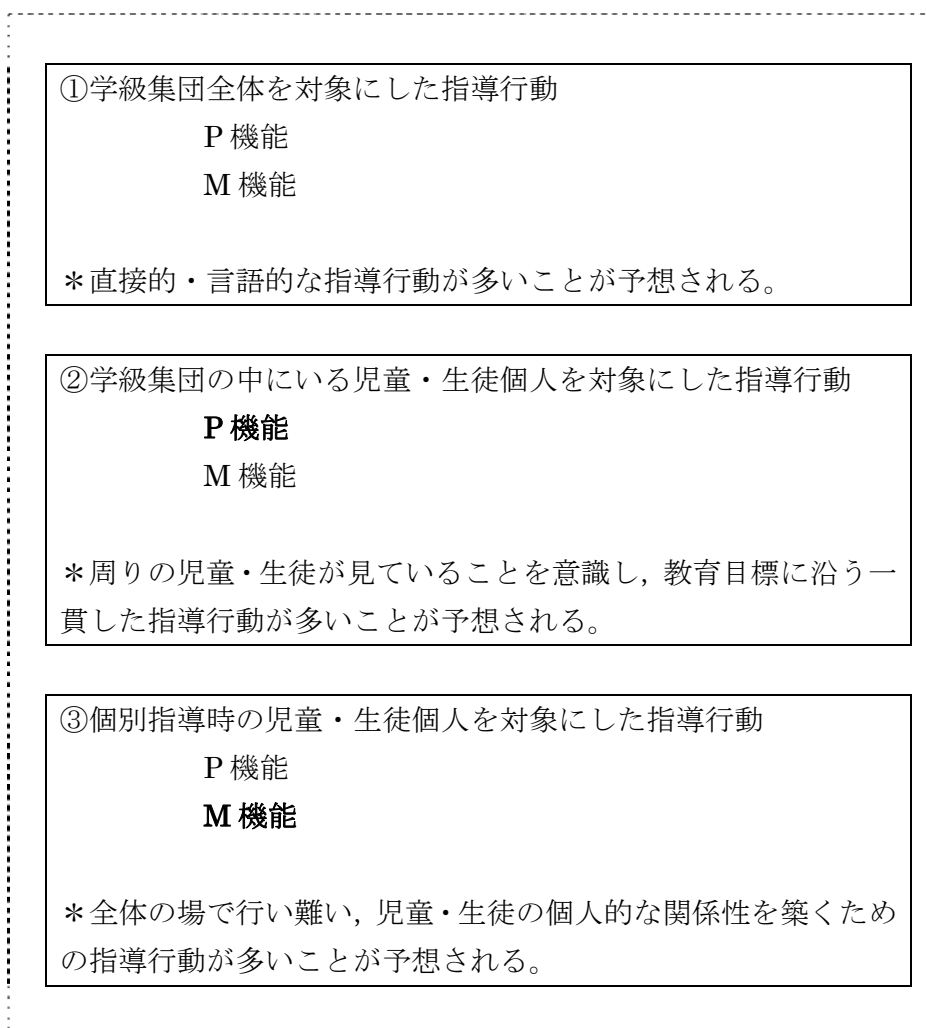 ①学級集団全体を対象にした指導行動
P 機能
M 機能
＊直接的・言語的な指導行動が多いことが予想される。
②学級集団の中にいる児童・生徒個人を対象にした指導行動
P 機能
M 機能
＊周りの児童・生徒が見ていることを意識し, 教育目標に沿う一
貫した指導行動が多いことが予想される。
③個別指導時の児童・生徒個人を対象にした指導行動
P 機能
M 機能
＊全体の場で行い難い, 児童・生徒の個人的な関係性を築くため
の指導行動が多いことが予想される。